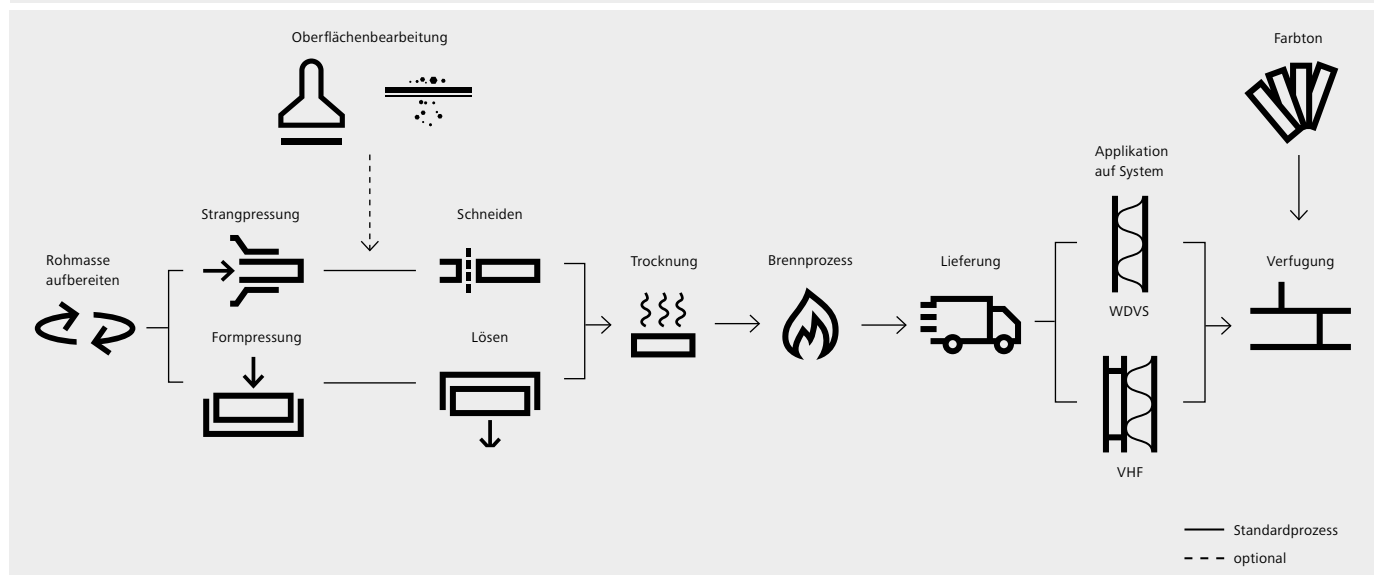 Oberflächenbearbeitung
Farbton
Applikation
auf System
Strangpressung
Schneiden
Rohmasse
aufbereiten
Trocknung
Brennprozess
Lieferung
Verfugung
WDVS
Formpressung
Lösen
VHF
Standardprozess
optional